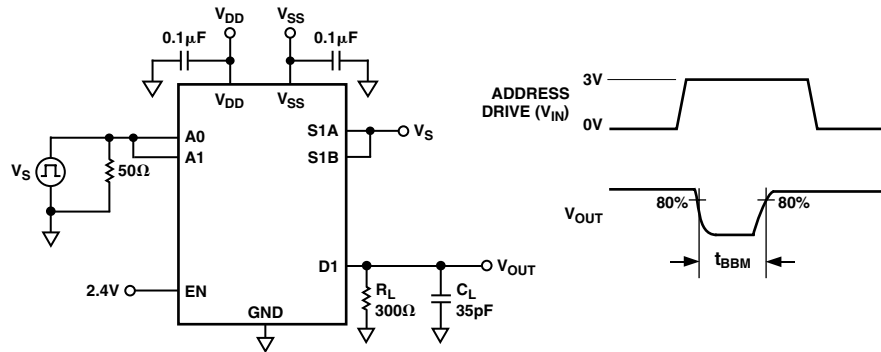 VDD
VSS
0.1µF
0.1µF
VDD
VSS
A0
A1
S1A
S1B
VS
VS
50Ω
D1
VOUT
2.4V
EN
RL
300Ω
CL
35pF
GND
3V
ADDRESS
DRIVE (VIN)
0V
VOUT
80%
80%
tBBM